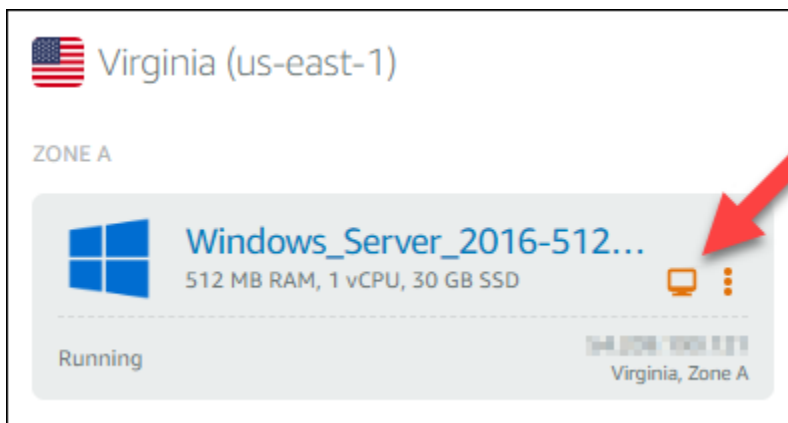 Virginia (us-east-1)
ZONE A
Windows_Server_2016-512...
512 MB RAM, 1 vCPU, 30 GB SSD
Running
Virginia, Zone A